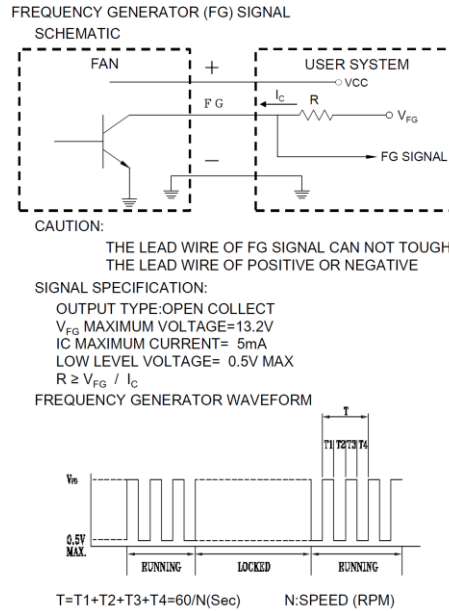 FREQUENCY GENERATOR (FG) SIGNAL
SCHEMATIC
FAN
+
USER SYSTEM
VCC
F G
IC
R
VFG
FG SIGNAL
−
CAUTION:
THE LEAD WIRE OF FG SIGNAL CAN NOT TOUGH
THE LEAD WIRE OF POSITIVE OR NEGATIVE
SIGNAL SPECIFICATION:
OUTPUT TYPE:OPEN COLLECT
VFG MAXIMUM VOLTAGE=13.2V
IC MAXIMUM CURRENT= 5mA
LOW LEVEL VOLTAGE= 0.5V MAX
R ≥ VFG / IC
FREQUENCY GENERATOR WAVEFORM
T
T1 T2 T3 T4
VFG
0.5V
MAX.
RUNNING LOCKED RUNNING
T=T1+T2+T3+T4=60/N(Sec) N:SPEED (RPM)